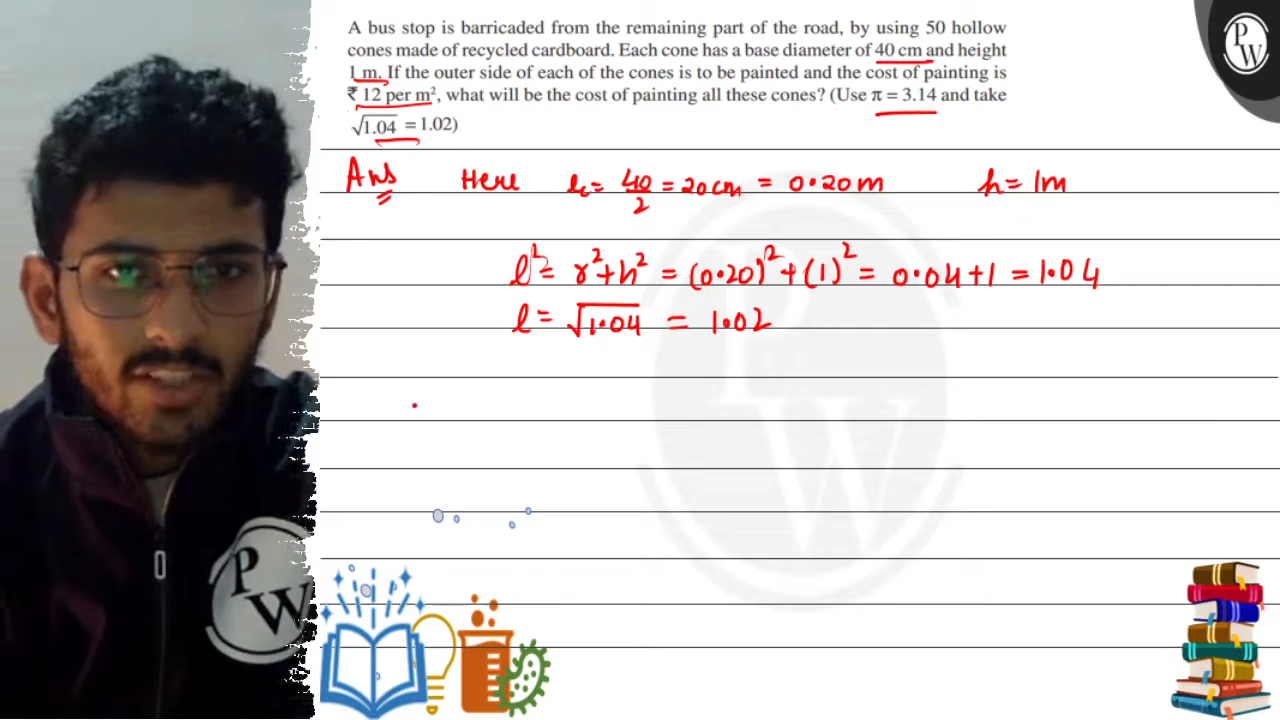 A bus stop is barricaded from the remaining part of the road, by using 50 hollow
cones made of recycled cardboard. Each cone has a base diameter of 40 cm and height
1 m. If the outer side of each of the cones is to be painted and the cost of painting is
₹ 12 per m², what will be the cost of painting all these cones? (Use π = 3.14 and take
√1.04 = 1.02)
Ans Here = 40/2 = 20 cm = 0.20m h = 1m
l² = r² + h² = (0.20)² + (1)² = 0.04 + 1 = 1.04
l = √1.04 = 1.02
PW
PW
PW